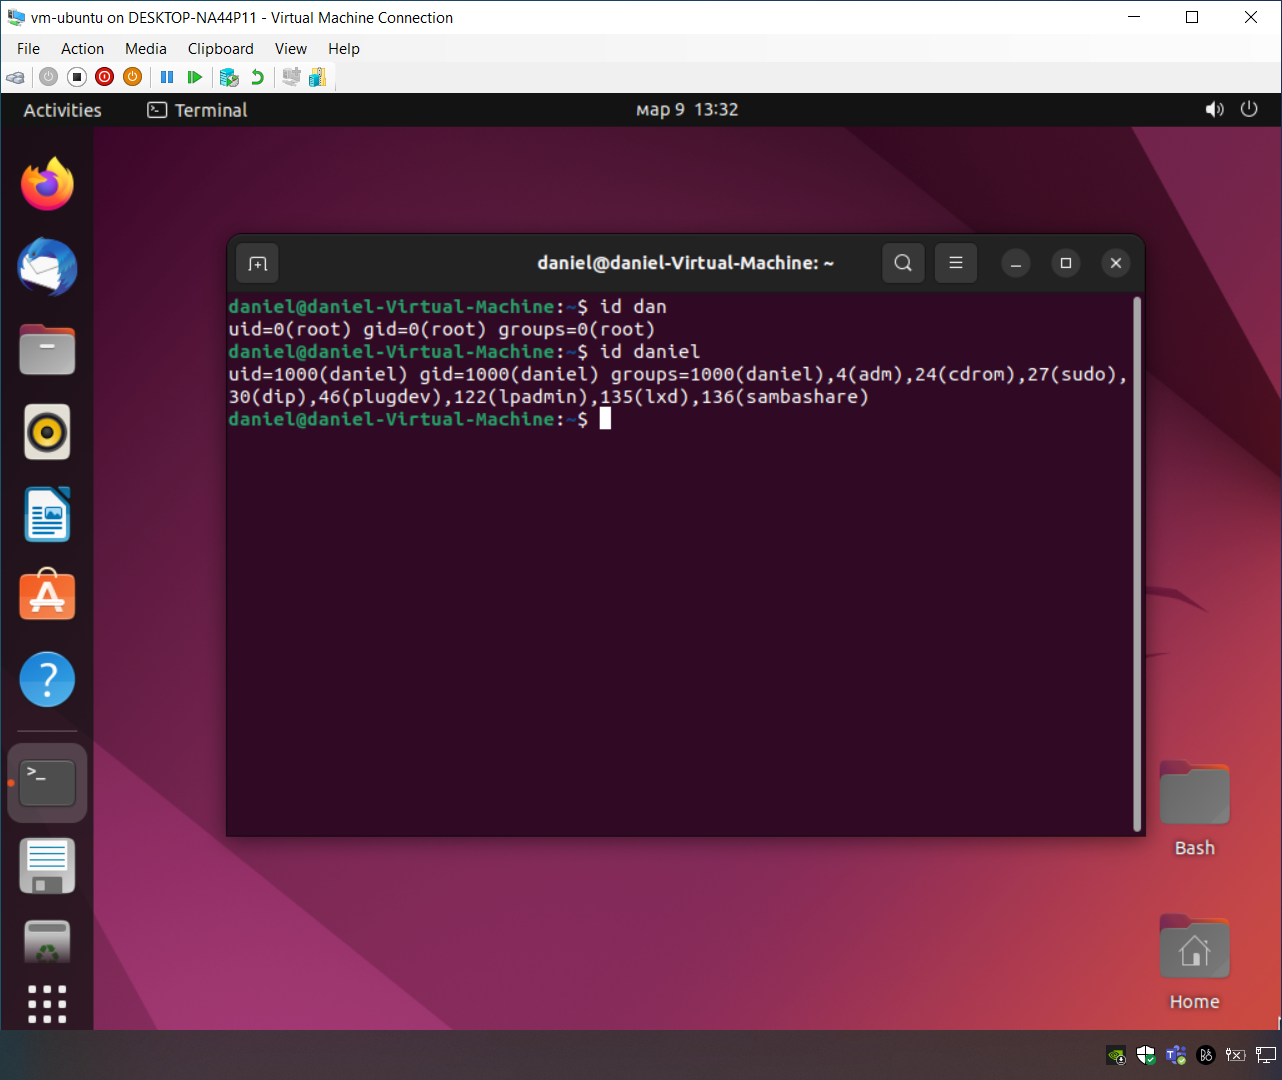 vm-ubuntu on DESKTOP-NA44P11 - Virtual Machine Connection
File Action Media Clipboard View Help
Activities Terminal мар 9 13:32
daniel@daniel-Virtual-Machine: ~
daniel@daniel-Virtual-Machine:~$ id dan
uid=0(root) gid=0(root) groups=0(root)
daniel@daniel-Virtual-Machine:~$ id daniel
uid=1000(daniel) gid=1000(daniel) groups=1000(daniel),4(adm),24(cdrom),27(sudo),
30(dip),46(plugdev),122(lpadmin),135(lxd),136(sambashare)
daniel@daniel-Virtual-Machine:~$
Bash
Home